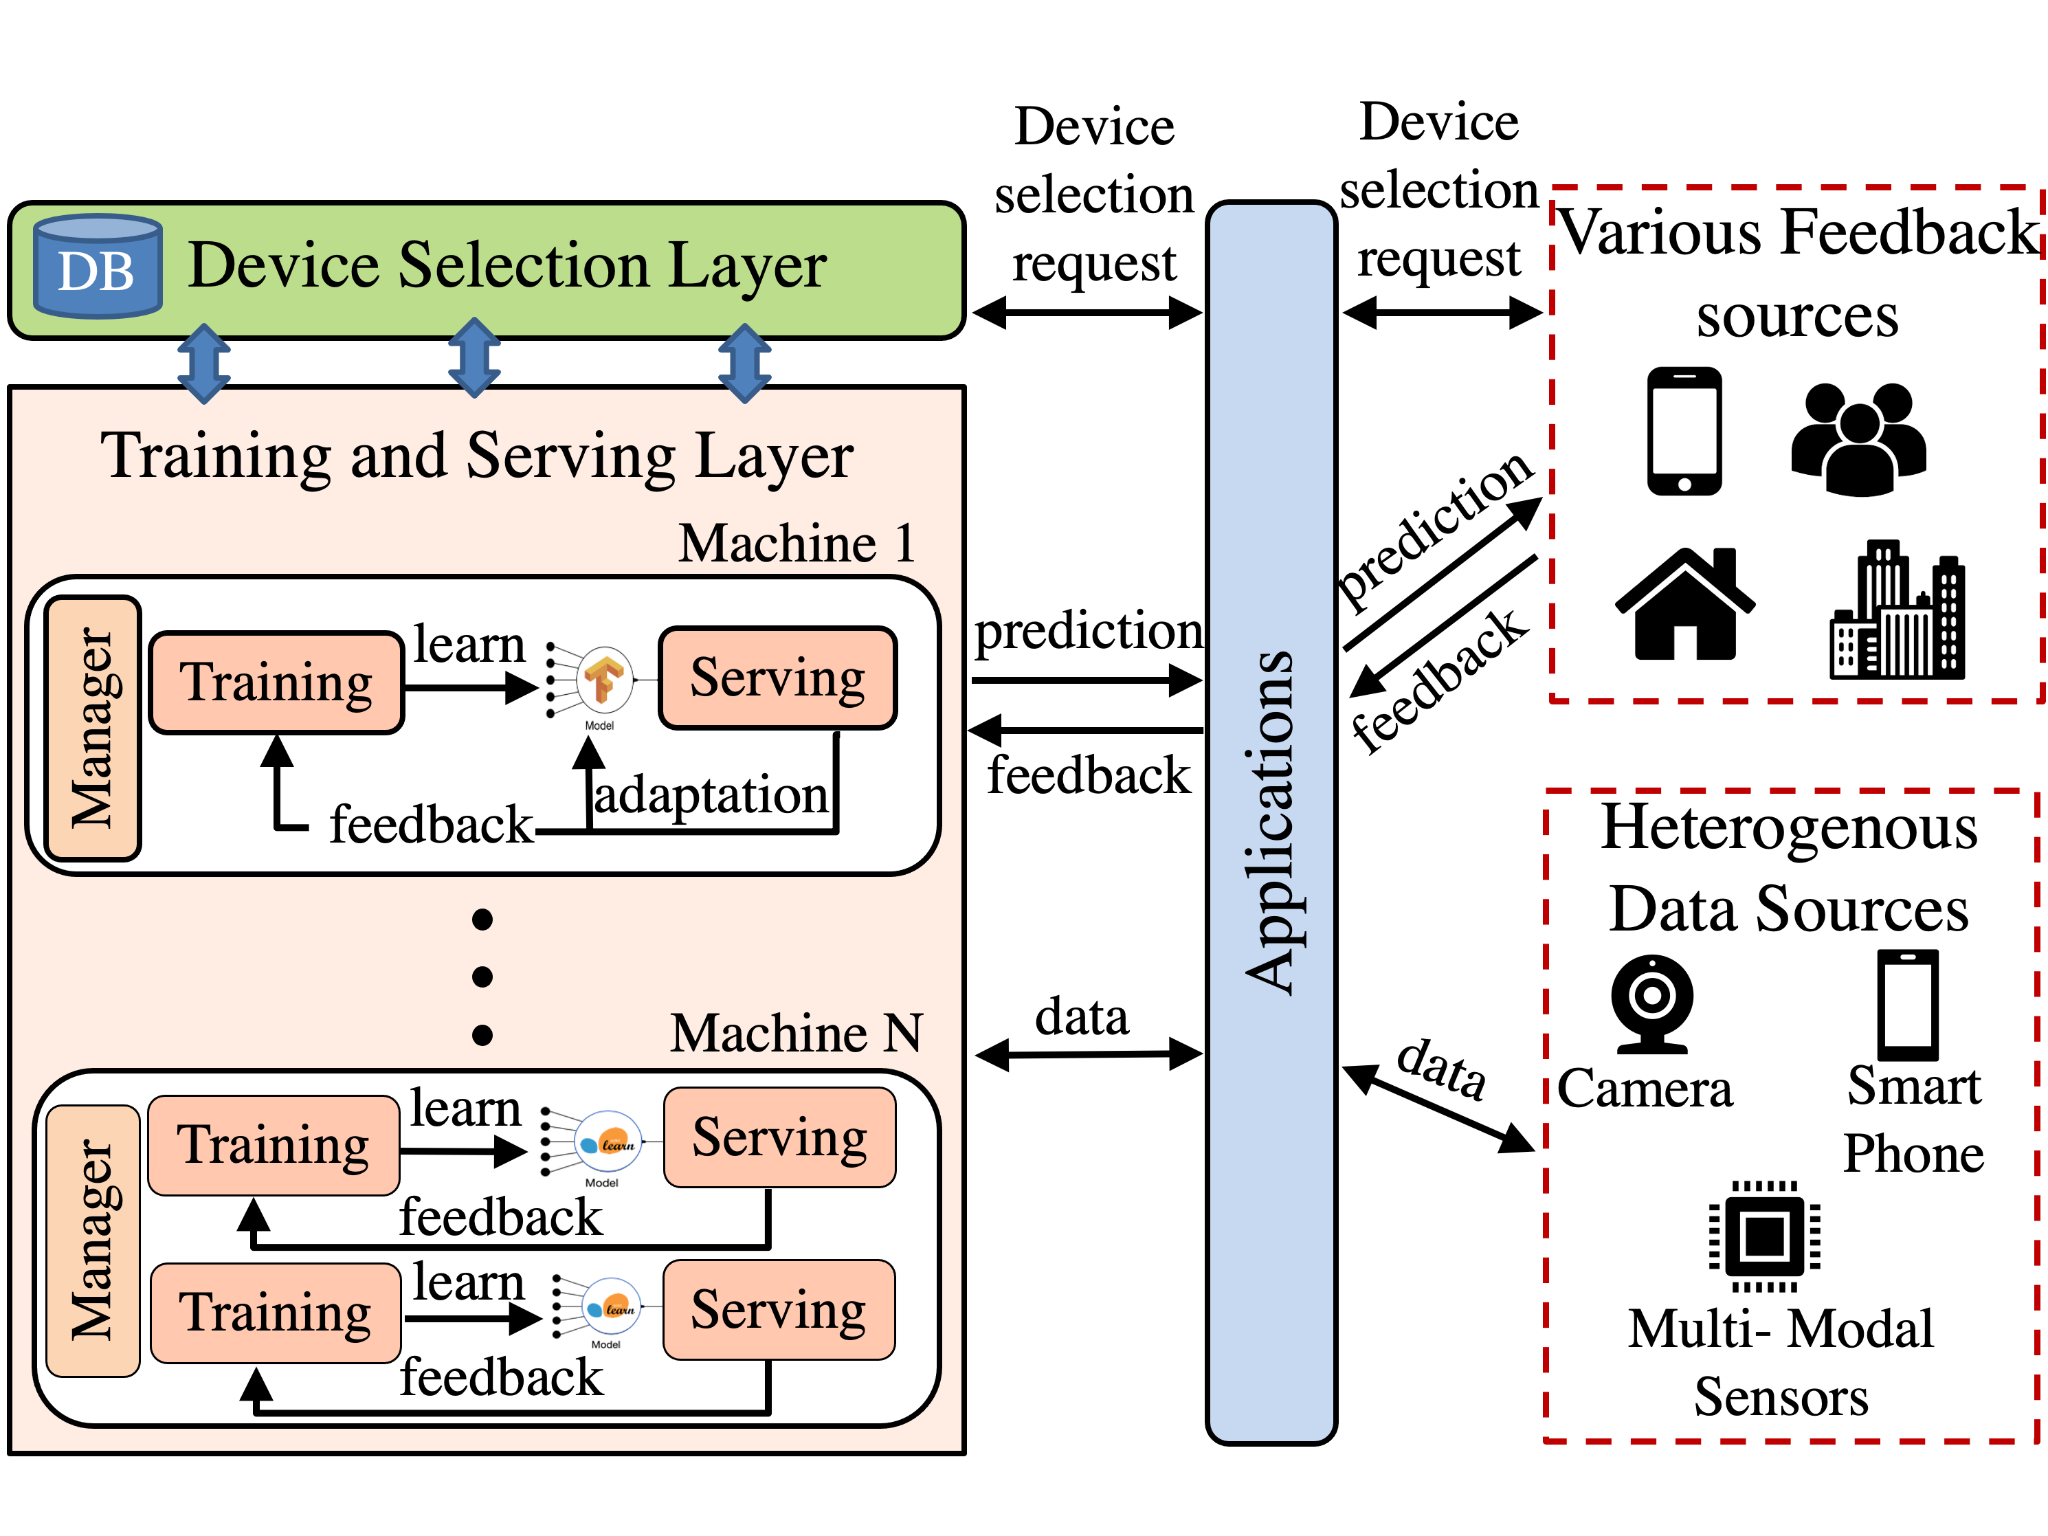 Device
selection
request
Device
selection
request
DB
Device Selection Layer
Various Feedback
sources
Training and Serving Layer
Machine 1
Manager
Training
learn
Model
Serving
feedback
adaptation
prediction
feedback
prediction
feedback
Applications
Machine N
Manager
Training
learn
learn
Model
Serving
feedback
Training
learn
learn
Model
Serving
feedback
data
data
Heterogenous
Data Sources
Camera
Smart
Phone
Multi- Modal
Sensors